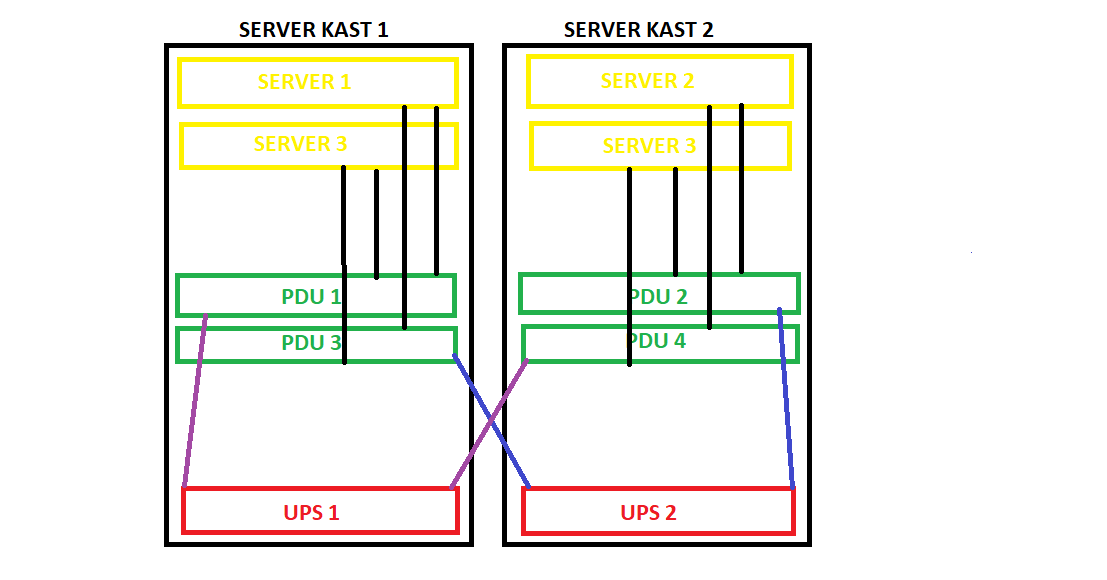 SERVER KAST 1
SERVER 1
SERVER 3
PDU 1
PDU 3
UPS 1
SERVER KAST 2
SERVER 2
SERVER 3
PDU 2
PDU 4
UPS 2